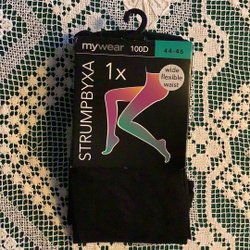 mywear 100D
44-46
STRUMPBYXA
1x
wide
flexible
waist